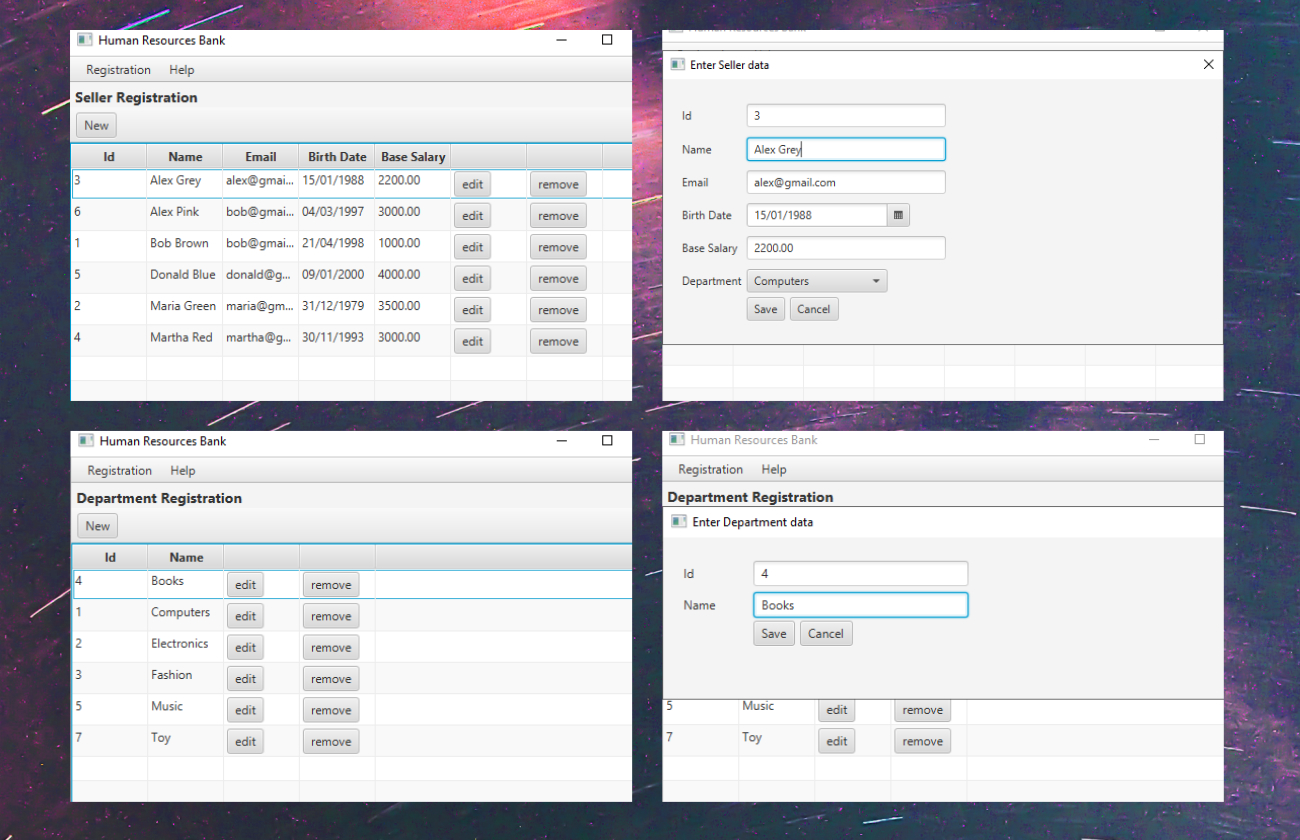 Human Resources Bank
Registration Help
Seller Registration
New
Id Name Email Birth Date Base Salary
3 Alex Grey alex@gmai... 15/01/1988 2200.00 edit remove
6 Alex Pink bob@gmai... 04/03/1997 3000.00 edit remove
1 Bob Brown bob@gmai... 21/04/1998 1000.00 edit remove
5 Donald Blue donald@g... 09/01/2000 4000.00 edit remove
2 Maria Green maria@gm... 31/12/1979 3500.00 edit remove
4 Martha Red martha@g... 30/11/1993 3000.00 edit remove
Human Resources Bank
Enter Seller data
Id 3
Name Alex Grey
Email alex@gmail.com
Birth Date 15/01/1988
Base Salary 2200.00
Department Computers
Save Cancel
Human Resources Bank
Registration Help
Department Registration
New
Id Name
4 Books edit remove
1 Computers edit remove
2 Electronics edit remove
3 Fashion edit remove
5 Music edit remove
7 Toy edit remove
Human Resources Bank
Registration Help
Department Registration
Enter Department data
Id 4
Name Books
Save Cancel
5 Music edit remove
7 Toy edit remove